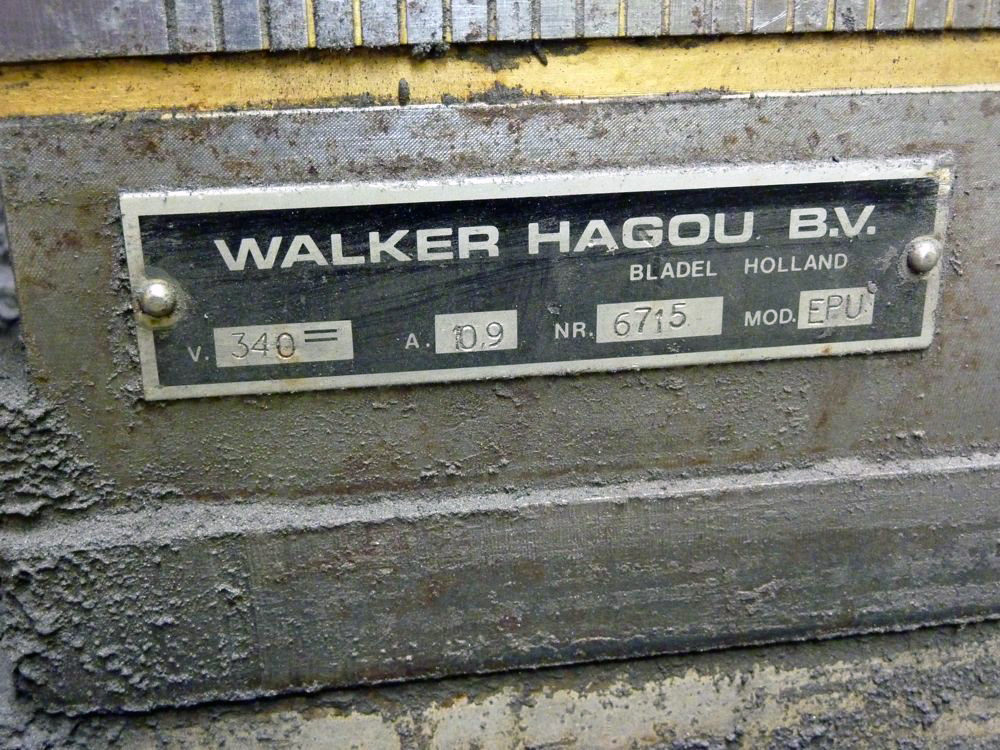 WALKER HAGOU B.V.
BLADEL HOLLAND
V. 340= A. 10,9 NR. 6715 MOD. EPU